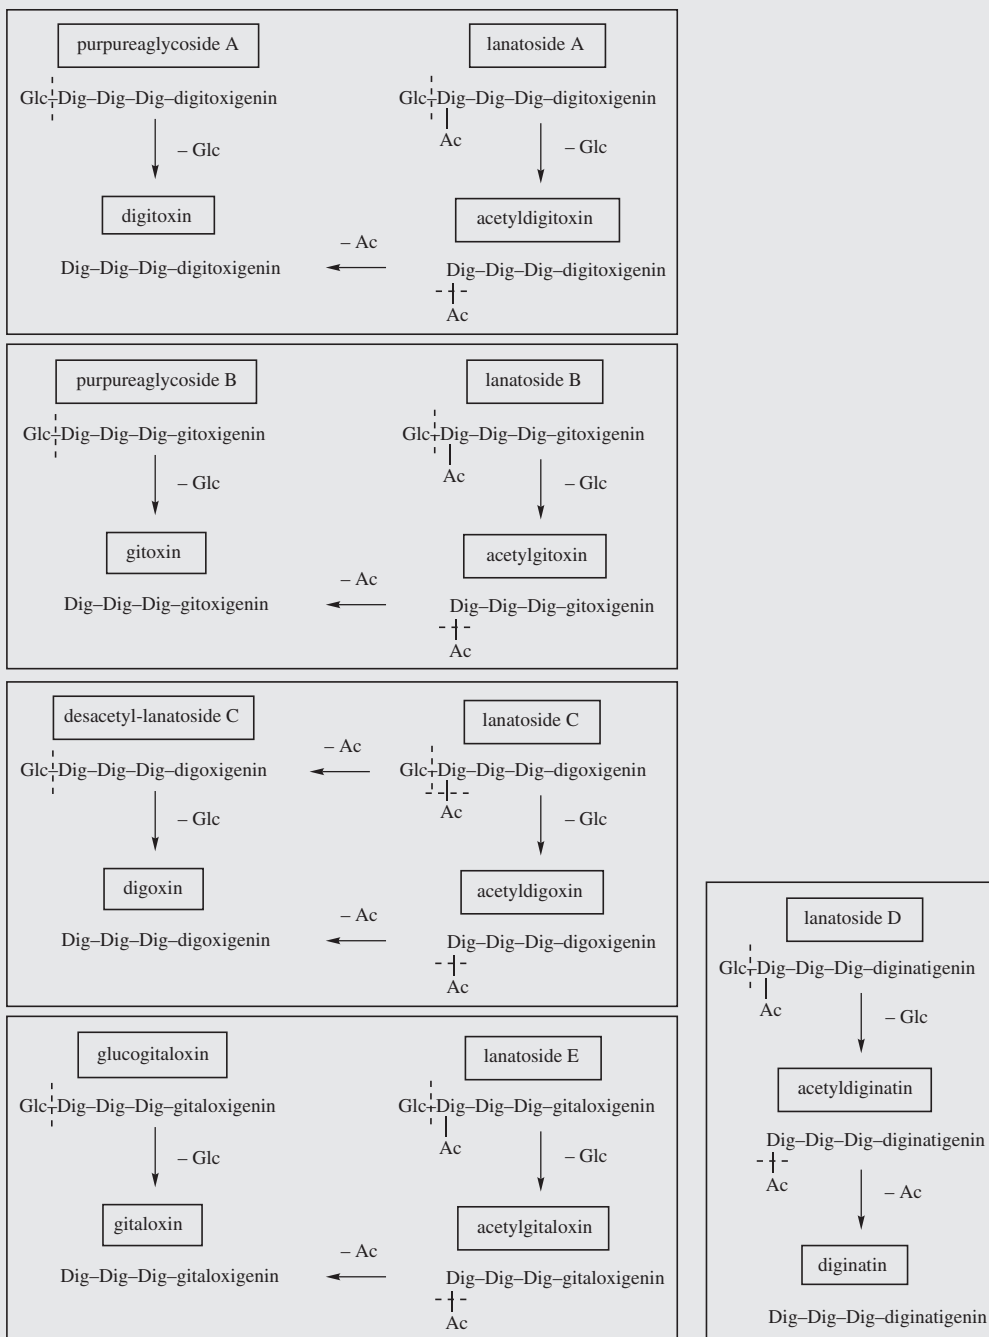 purpureaglycoside A
lanatoside A
Glc–Dig–Dig–Dig–digitoxigenin
Glc–Dig–Dig–Dig–digitoxigenin
Ac
– Glc
– Glc
digitoxin
acetyldigitoxin
– Ac
Dig–Dig–Dig–digitoxigenin
Dig–Dig–Dig–digitoxigenin
Ac
purpureaglycoside B
lanatoside B
Glc–Dig–Dig–Dig–gitoxigenin
Glc–Dig–Dig–Dig–gitoxigenin
Ac
– Glc
– Glc
gitoxin
acetylgitoxin
– Ac
Dig–Dig–Dig–gitoxigenin
Dig–Dig–Dig–gitoxigenin
Ac
desacetyl-lanatoside C
lanatoside C
– Ac
Glc–Dig–Dig–Dig–digoxigenin
Glc–Dig–Dig–Dig–digoxigenin
Ac
– Glc
– Glc
digoxin
acetyldigoxin
– Ac
Dig–Dig–Dig–digoxigenin
Dig–Dig–Dig–digoxigenin
Ac
glucogitaloxin
lanatoside E
Glc–Dig–Dig–Dig–gitaloxigenin
Glc–Dig–Dig–Dig–gitaloxigenin
Ac
– Glc
– Glc
gitaloxin
acetylgitaloxin
– Ac
Dig–Dig–Dig–gitaloxigenin
Dig–Dig–Dig–gitaloxigenin
Ac
lanatoside D
Glc–Dig–Dig–Dig–diginatigenin
Ac
– Glc
acetyldiginatin
Dig–Dig–Dig–diginatigenin
Ac
– Ac
diginatin
Dig–Dig–Dig–diginatigenin